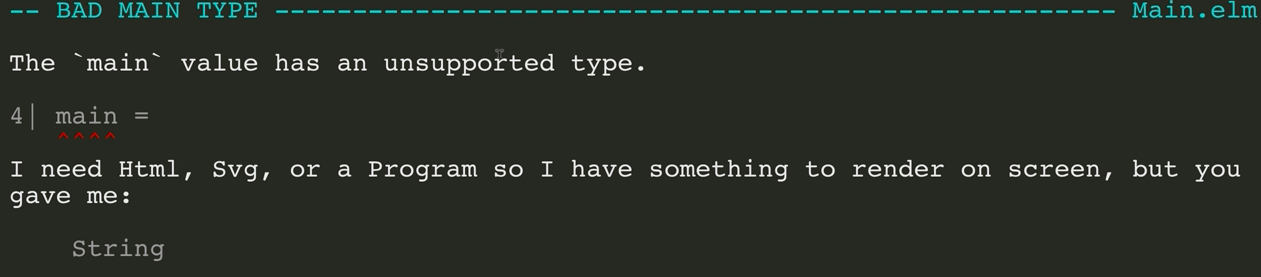 -- BAD MAIN TYPE ------------------------------------------------------ Main.elm
The `main` value has an unsupported type.
4| main =
^^^^
I need Html, Svg, or a Program so I have something to render on screen, but you
gave me:
String